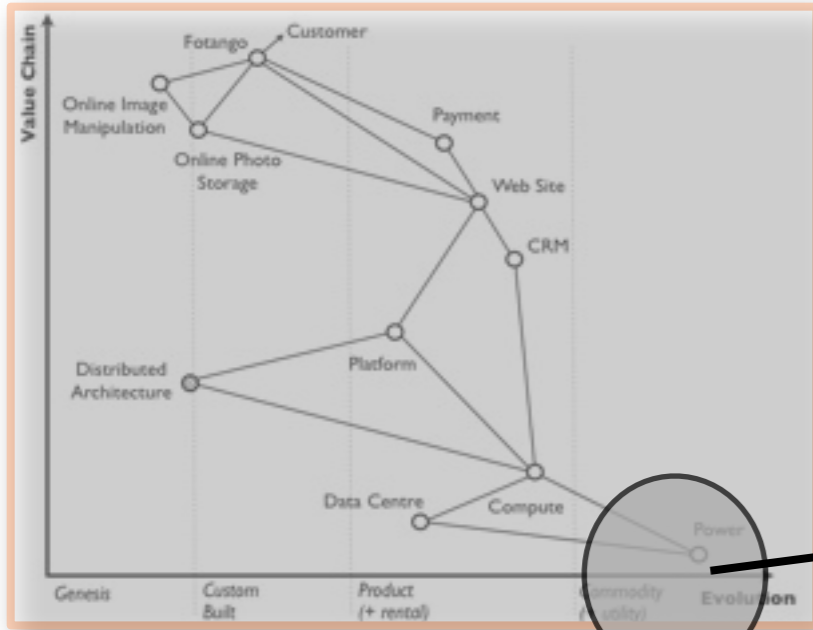 Value Chain
Customer
Fotango
Online Image
Manipulation
Online Photo
Storage
Payment
Web Site
CRM
Platform
Distributed
Architecture
Data Centre
Compute
Power
Genesis
Custom
Built
Product
(+ rental)
Commodity
(+ utility)
Evolution